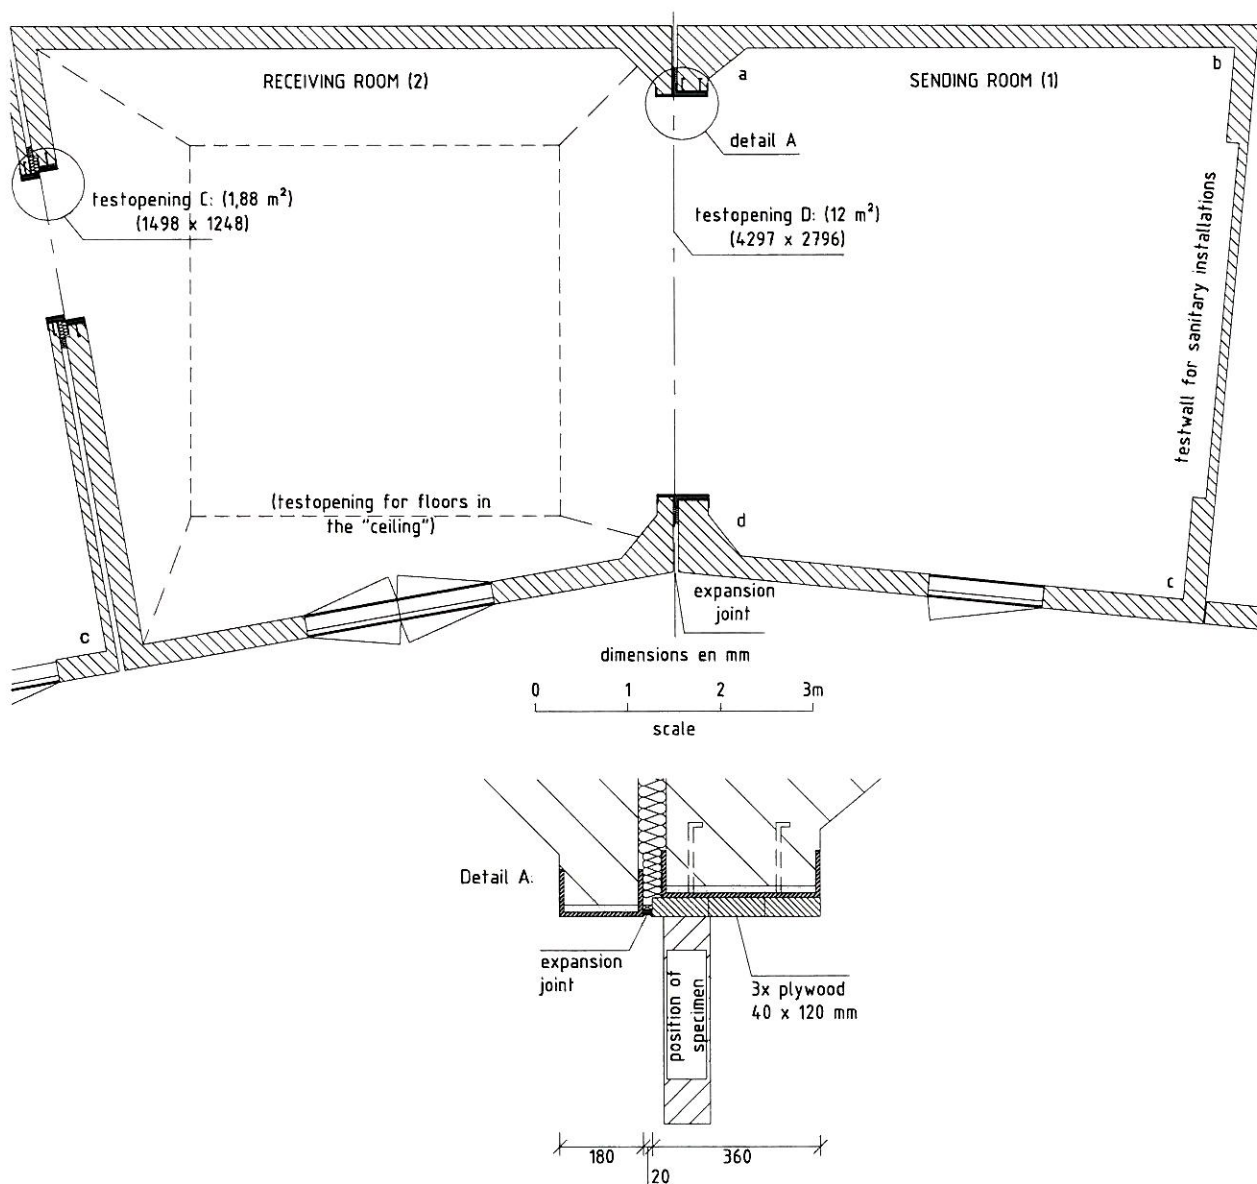 RECEIVING ROOM (2)
a
SENDING ROOM (1)
b
detail A
testopening C: (1,88 m²)
(1498 x 1248)
testopening D: (12 m²)
(4297 x 2796)
testwall for sanitary installations
(testopening for floors in
the "ceiling")
d
c
expansion
joint
c
dimensions en mm
0 1 2 3m
scale
Detail A:
expansion
joint
position of
specimen
3x plywood
40 x 120 mm
180
360
20